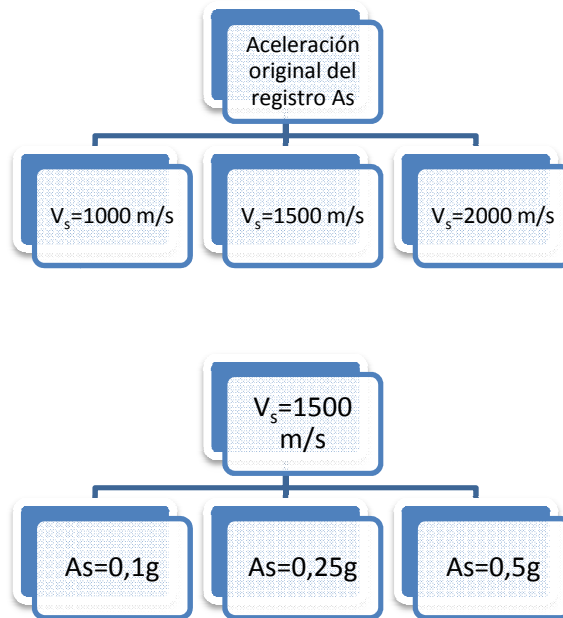 Aceleración
original del
registro As
Vs=1000 m/s
Vs=1500 m/s
Vs=2000 m/s
Vs=1500
m/s
As=0,1g
As=0,25g
As=0,5g